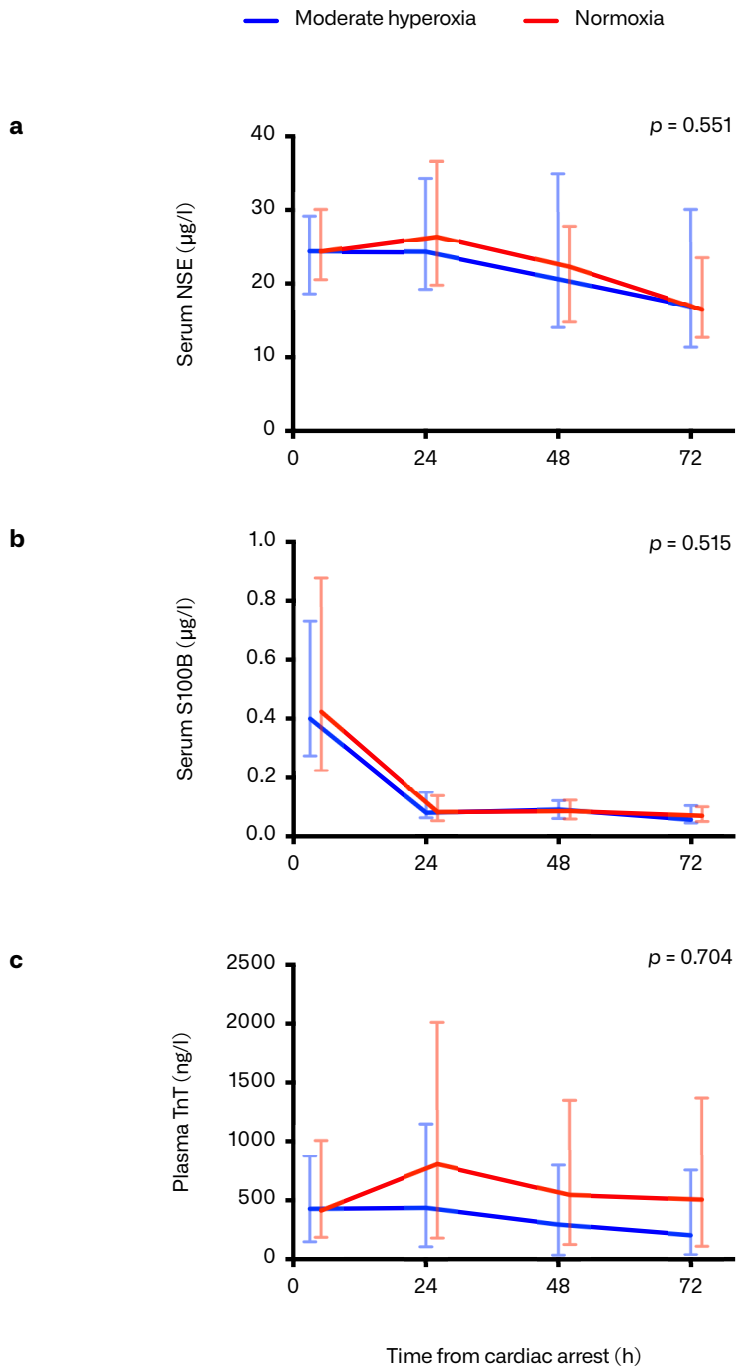 Moderate hyperoxia Normoxia
a
p = 0.551
40
30
20
10
0
Serum NSE (µg/l)
0 24 48 72
b
p = 0.515
1.0
0.8
0.6
0.4
0.2
0.0
Serum S100B (µg/l)
0 24 48 72
c
p = 0.704
2500
2000
1500
1000
500
0
Plasma TnT (ng/l)
0 24 48 72
Time from cardiac arrest (h)